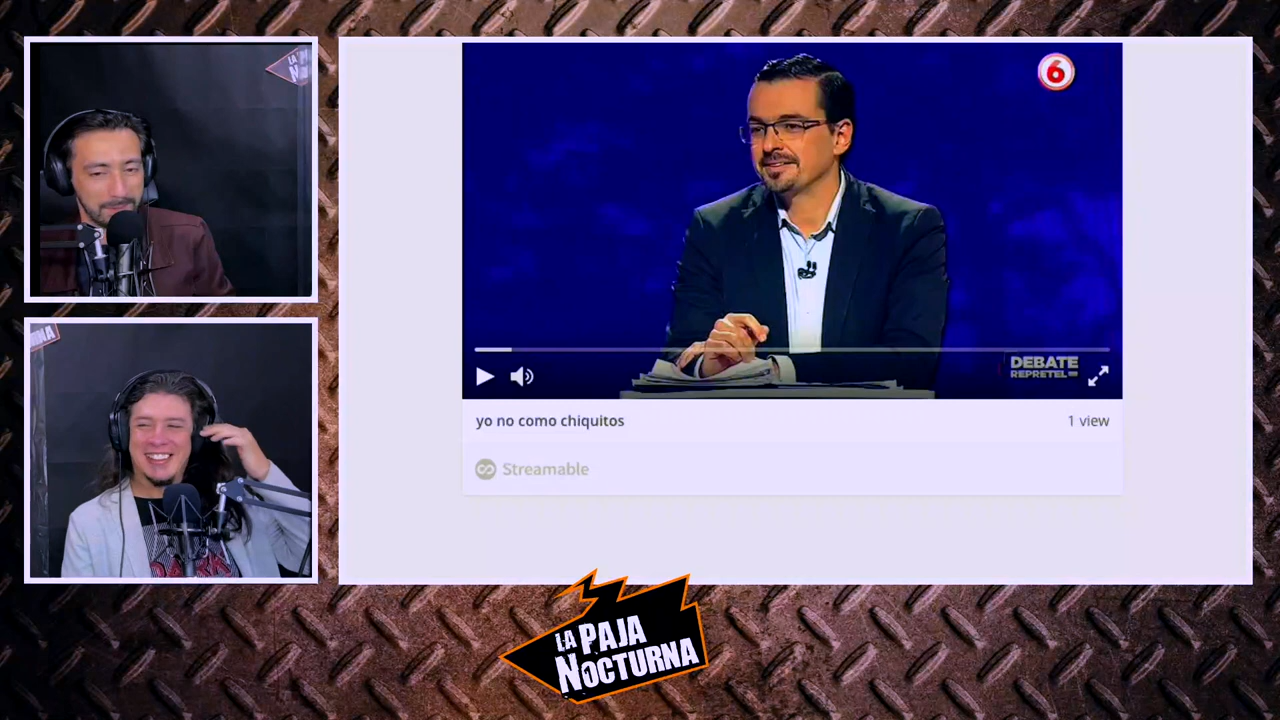 6
DEBATE
REPRETEL
yo no como chiquitos
1 view
Streamable
LA PAJA
NOCTURNA